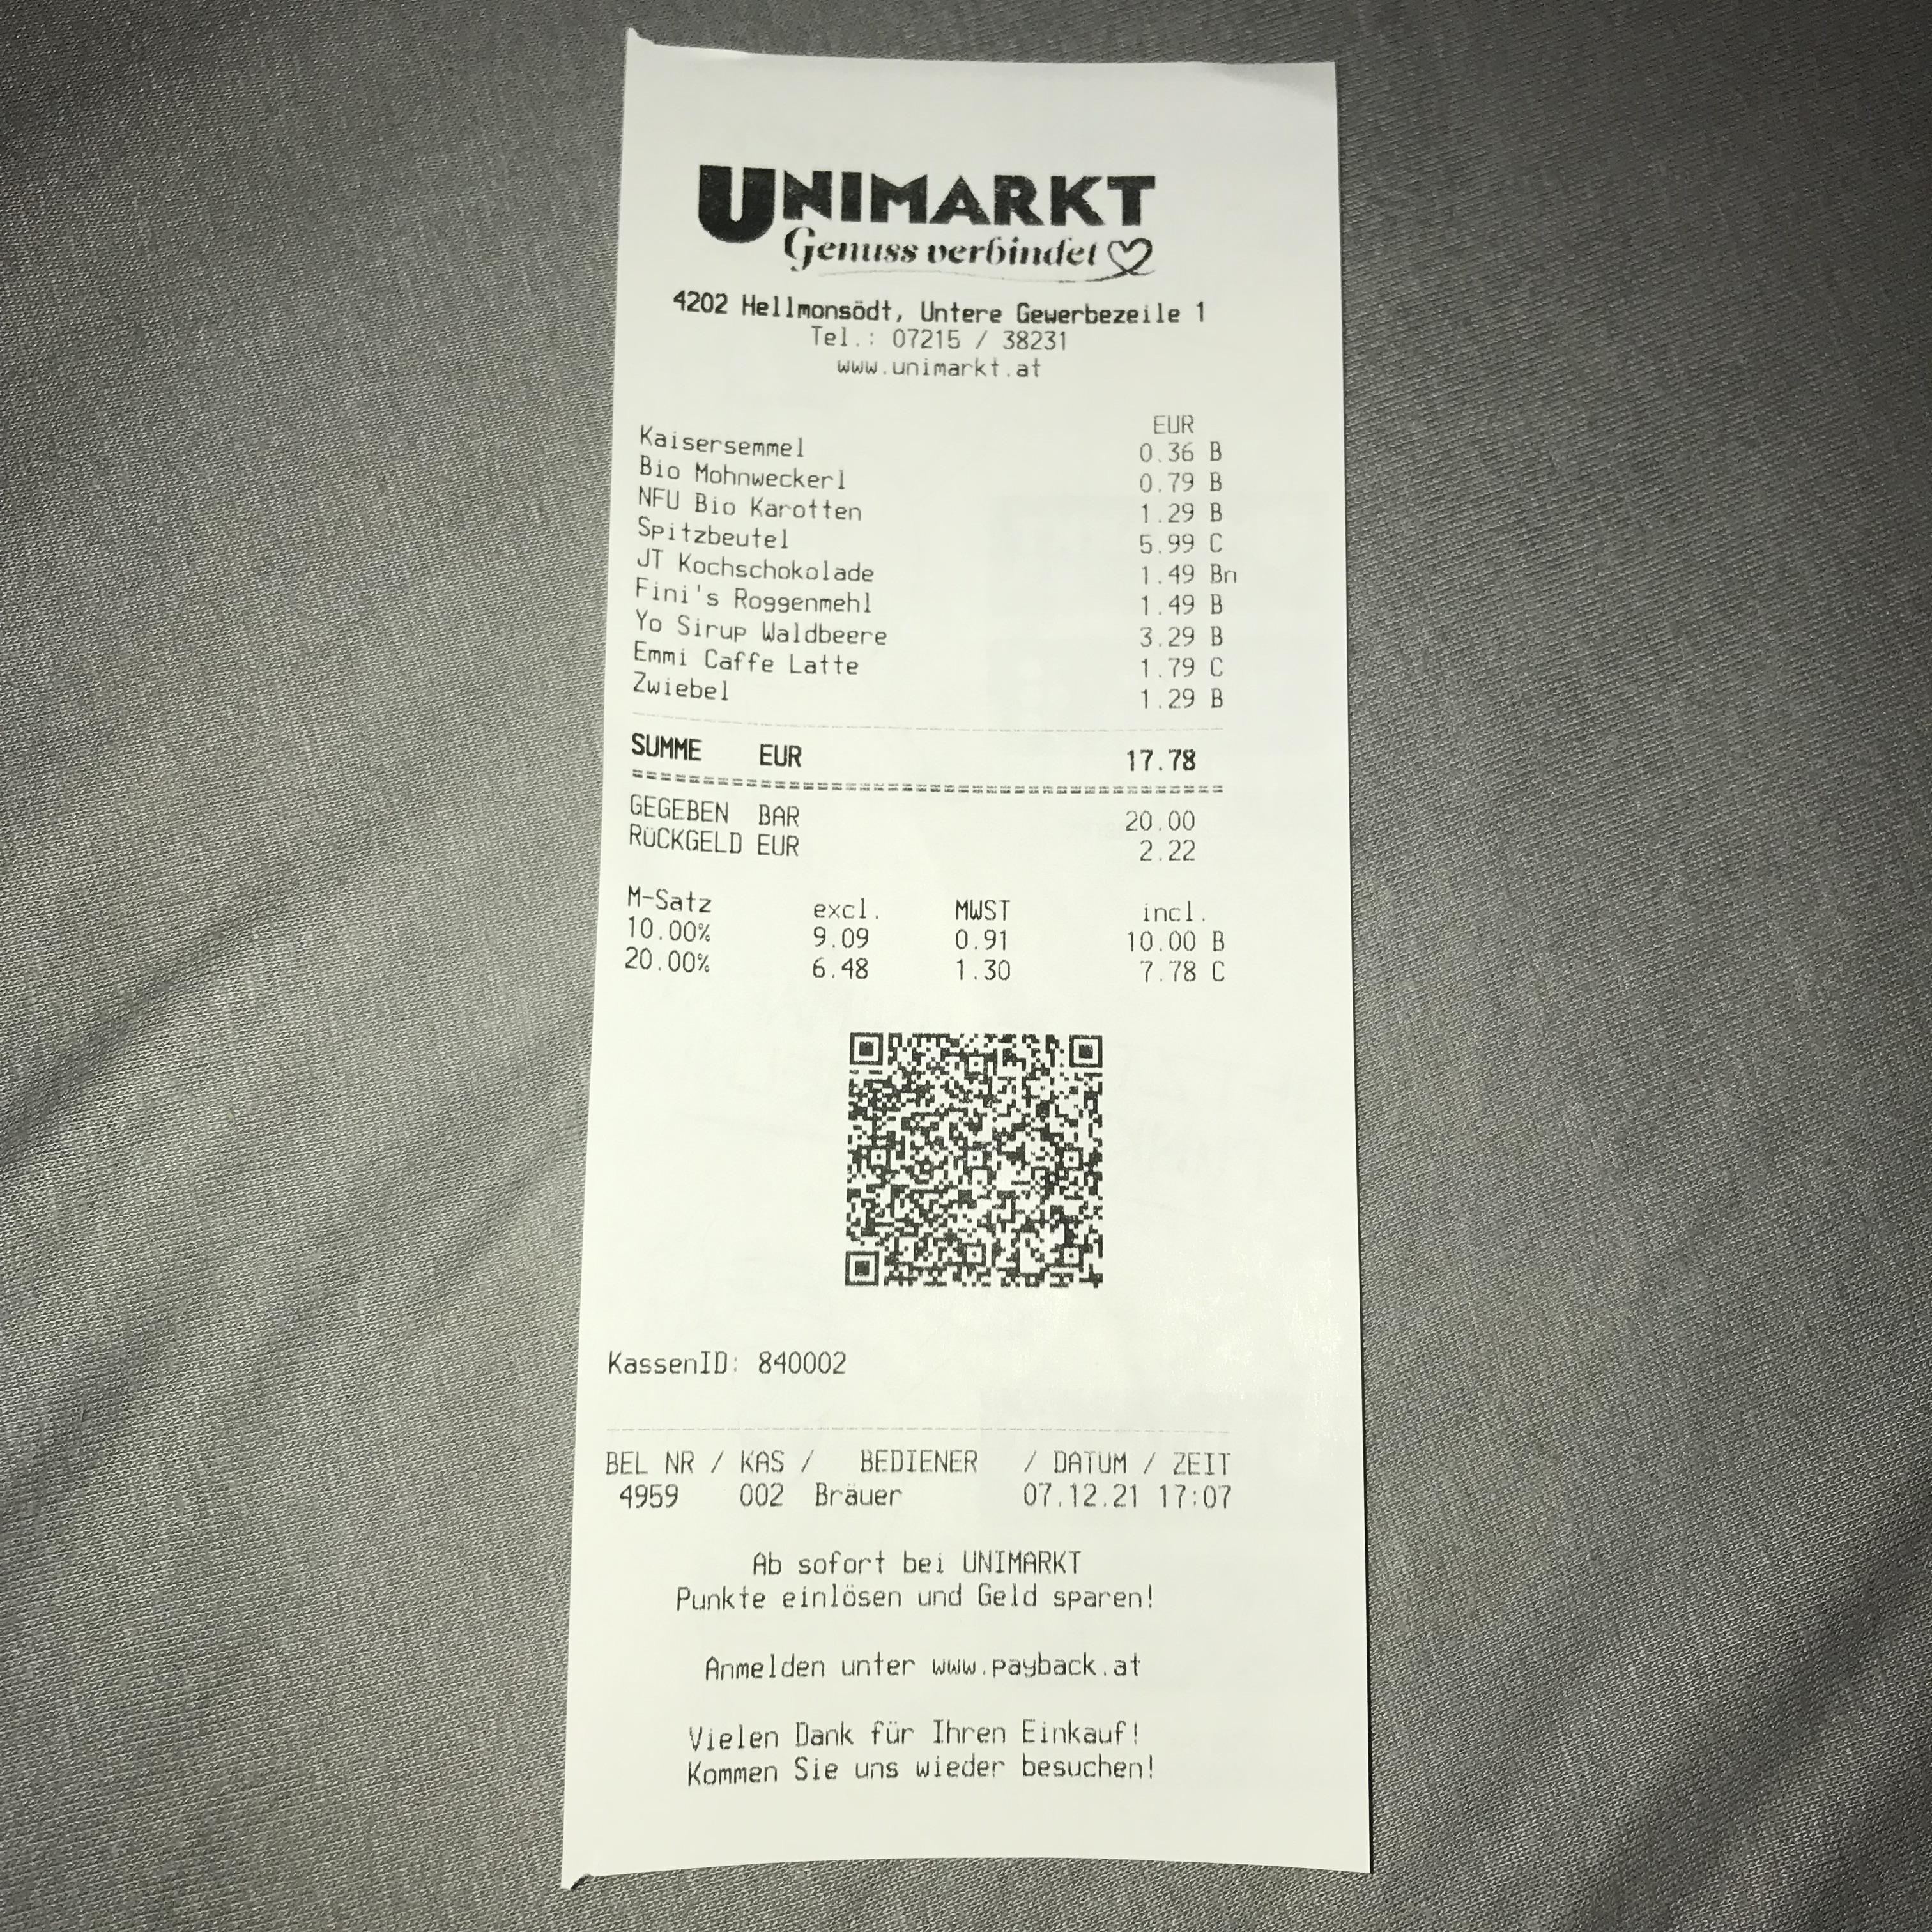 UNIMARKT
Genuss verbindet
4202 Hellmonsödt, Untere Gewerbezeile 1
Tel.: 07215 / 38231
www.unimarkt.at
EUR
Kaisersemmel 0.36 B
Bio Mohnweckerl 0.79 B
NFU Bio Karotten 1.29 B
Spitzbeutel 5.99 C
JT Kochschokolade 1.49 Bn
Fini's Roggenmehl 1.49 B
Yo Sirup Waldbeere 3.29 B
Emmi Caffe Latte 1.79 C
Zwiebel 1.29 B
SUMME EUR 17.78
GEGEBEN BAR 20.00
RüCKGELD EUR 2.22
M-Satz excl. MWST incl.
10.00% 9.09 0.91 10.00 B
20.00% 6.48 1.30 7.78 C
KassenID: 840002
BEL NR / KAS / BEDIENER / DATUM / ZEIT
4959 002 Bräuer 07.12.21 17:07
Ab sofort bei UNIMARKT
Punkte einlösen und Geld sparen!
Anmelden unter www.payback.at
Vielen Dank für Ihren Einkauf!
Kommen Sie uns wieder besuchen!